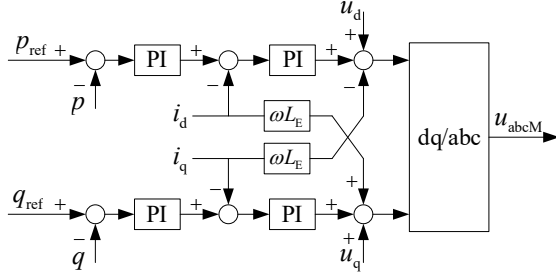 u_d
p_ref + PI + PI + +
− − −
p
i_d ωL_E
u_abcM
dq/abc
i_q ωL_E
− + 
q_ref + PI + PI +
− +
q u_q